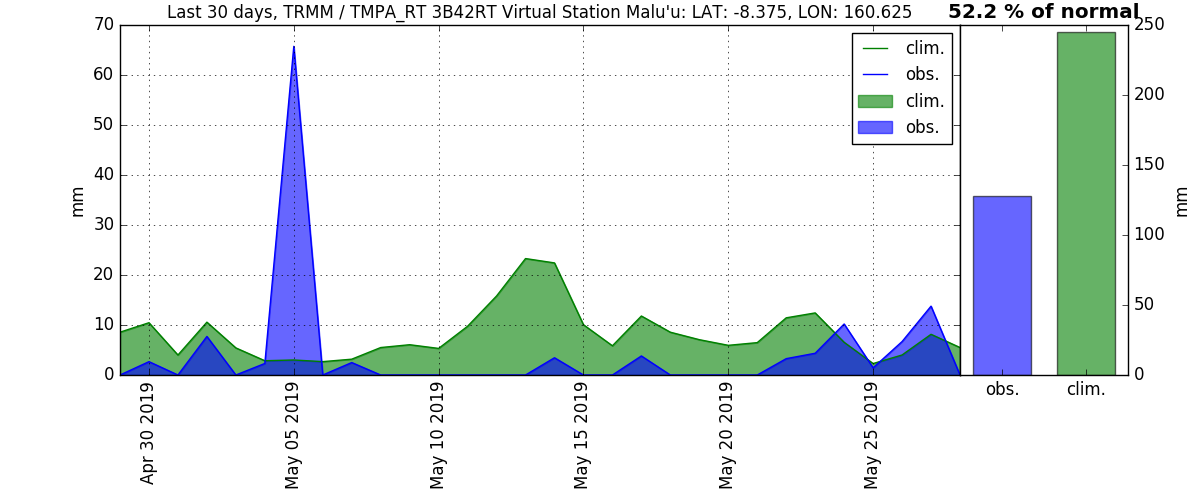 Last 30 days, TRMM / TMPA_RT 3B42RT Virtual Station Malu'u: LAT: -8.375, LON: 160.625
52.2 % of normal
70
60
50
40
30
20
10
0
mm
clim.
obs.
clim.
obs.
Apr 30 2019
May 05 2019
May 10 2019
May 15 2019
May 20 2019
May 25 2019
250
200
150
100
50
0
mm
obs.
clim.